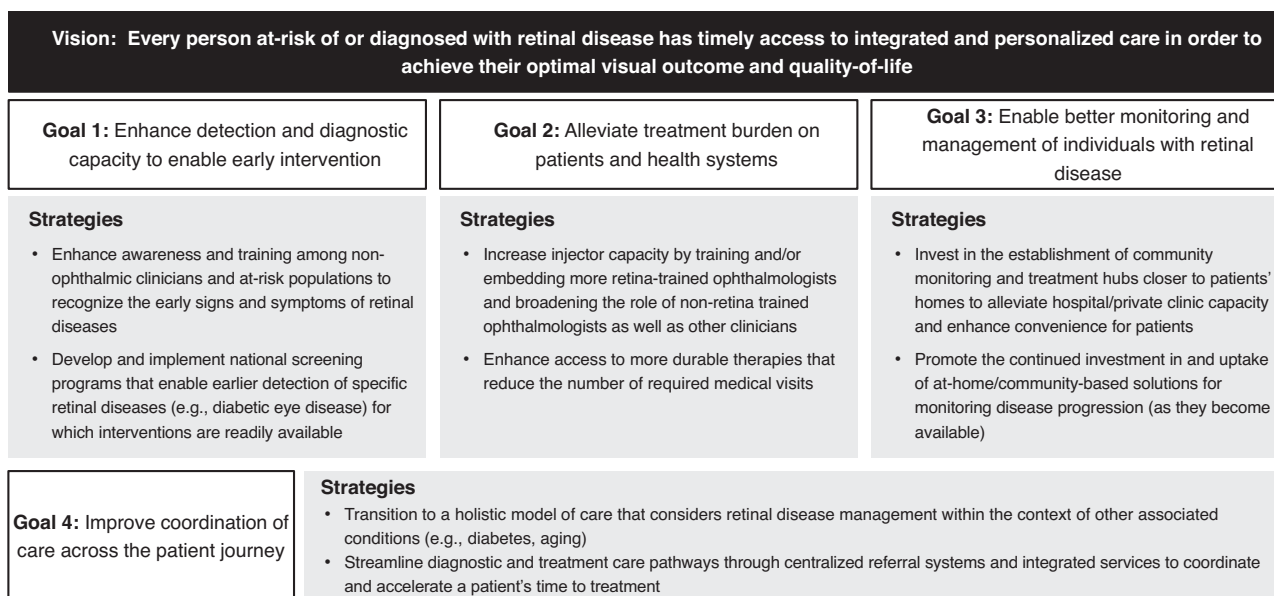 Vision: Every person at-risk of or diagnosed with retinal disease has timely access to integrated and personalized care in order to
achieve their optimal visual outcome and quality-of-life
Goal 1: Enhance detection and diagnostic
capacity to enable early intervention
Goal 2: Alleviate treatment burden on
patients and health systems
Goal 3: Enable better monitoring and
management of individuals with retinal
disease
Strategies
• Enhance awareness and training among non-
ophthalmic clinicians and at-risk populations to
recognize the early signs and symptoms of retinal
diseases
• Develop and implement national screening
programs that enable earlier detection of specific
retinal diseases (e.g., diabetic eye disease) for
which interventions are readily available
Strategies
• Increase injector capacity by training and/or
embedding more retina-trained ophthalmologists
and broadening the role of non-retina trained
ophthalmologists as well as other clinicians
• Enhance access to more durable therapies that
reduce the number of required medical visits
Strategies
• Invest in the establishment of community
monitoring and treatment hubs closer to patients’
homes to alleviate hospital/private clinic capacity
and enhance convenience for patients
• Promote the continued investment in and uptake
of at-home/community-based solutions for
monitoring disease progression (as they become
available)
Goal 4: Improve coordination of
care across the patient journey
Strategies
• Transition to a holistic model of care that considers retinal disease management within the context of other associated
conditions (e.g., diabetes, aging)
• Streamline diagnostic and treatment care pathways through centralized referral systems and integrated services to coordinate
and accelerate a patient’s time to treatment